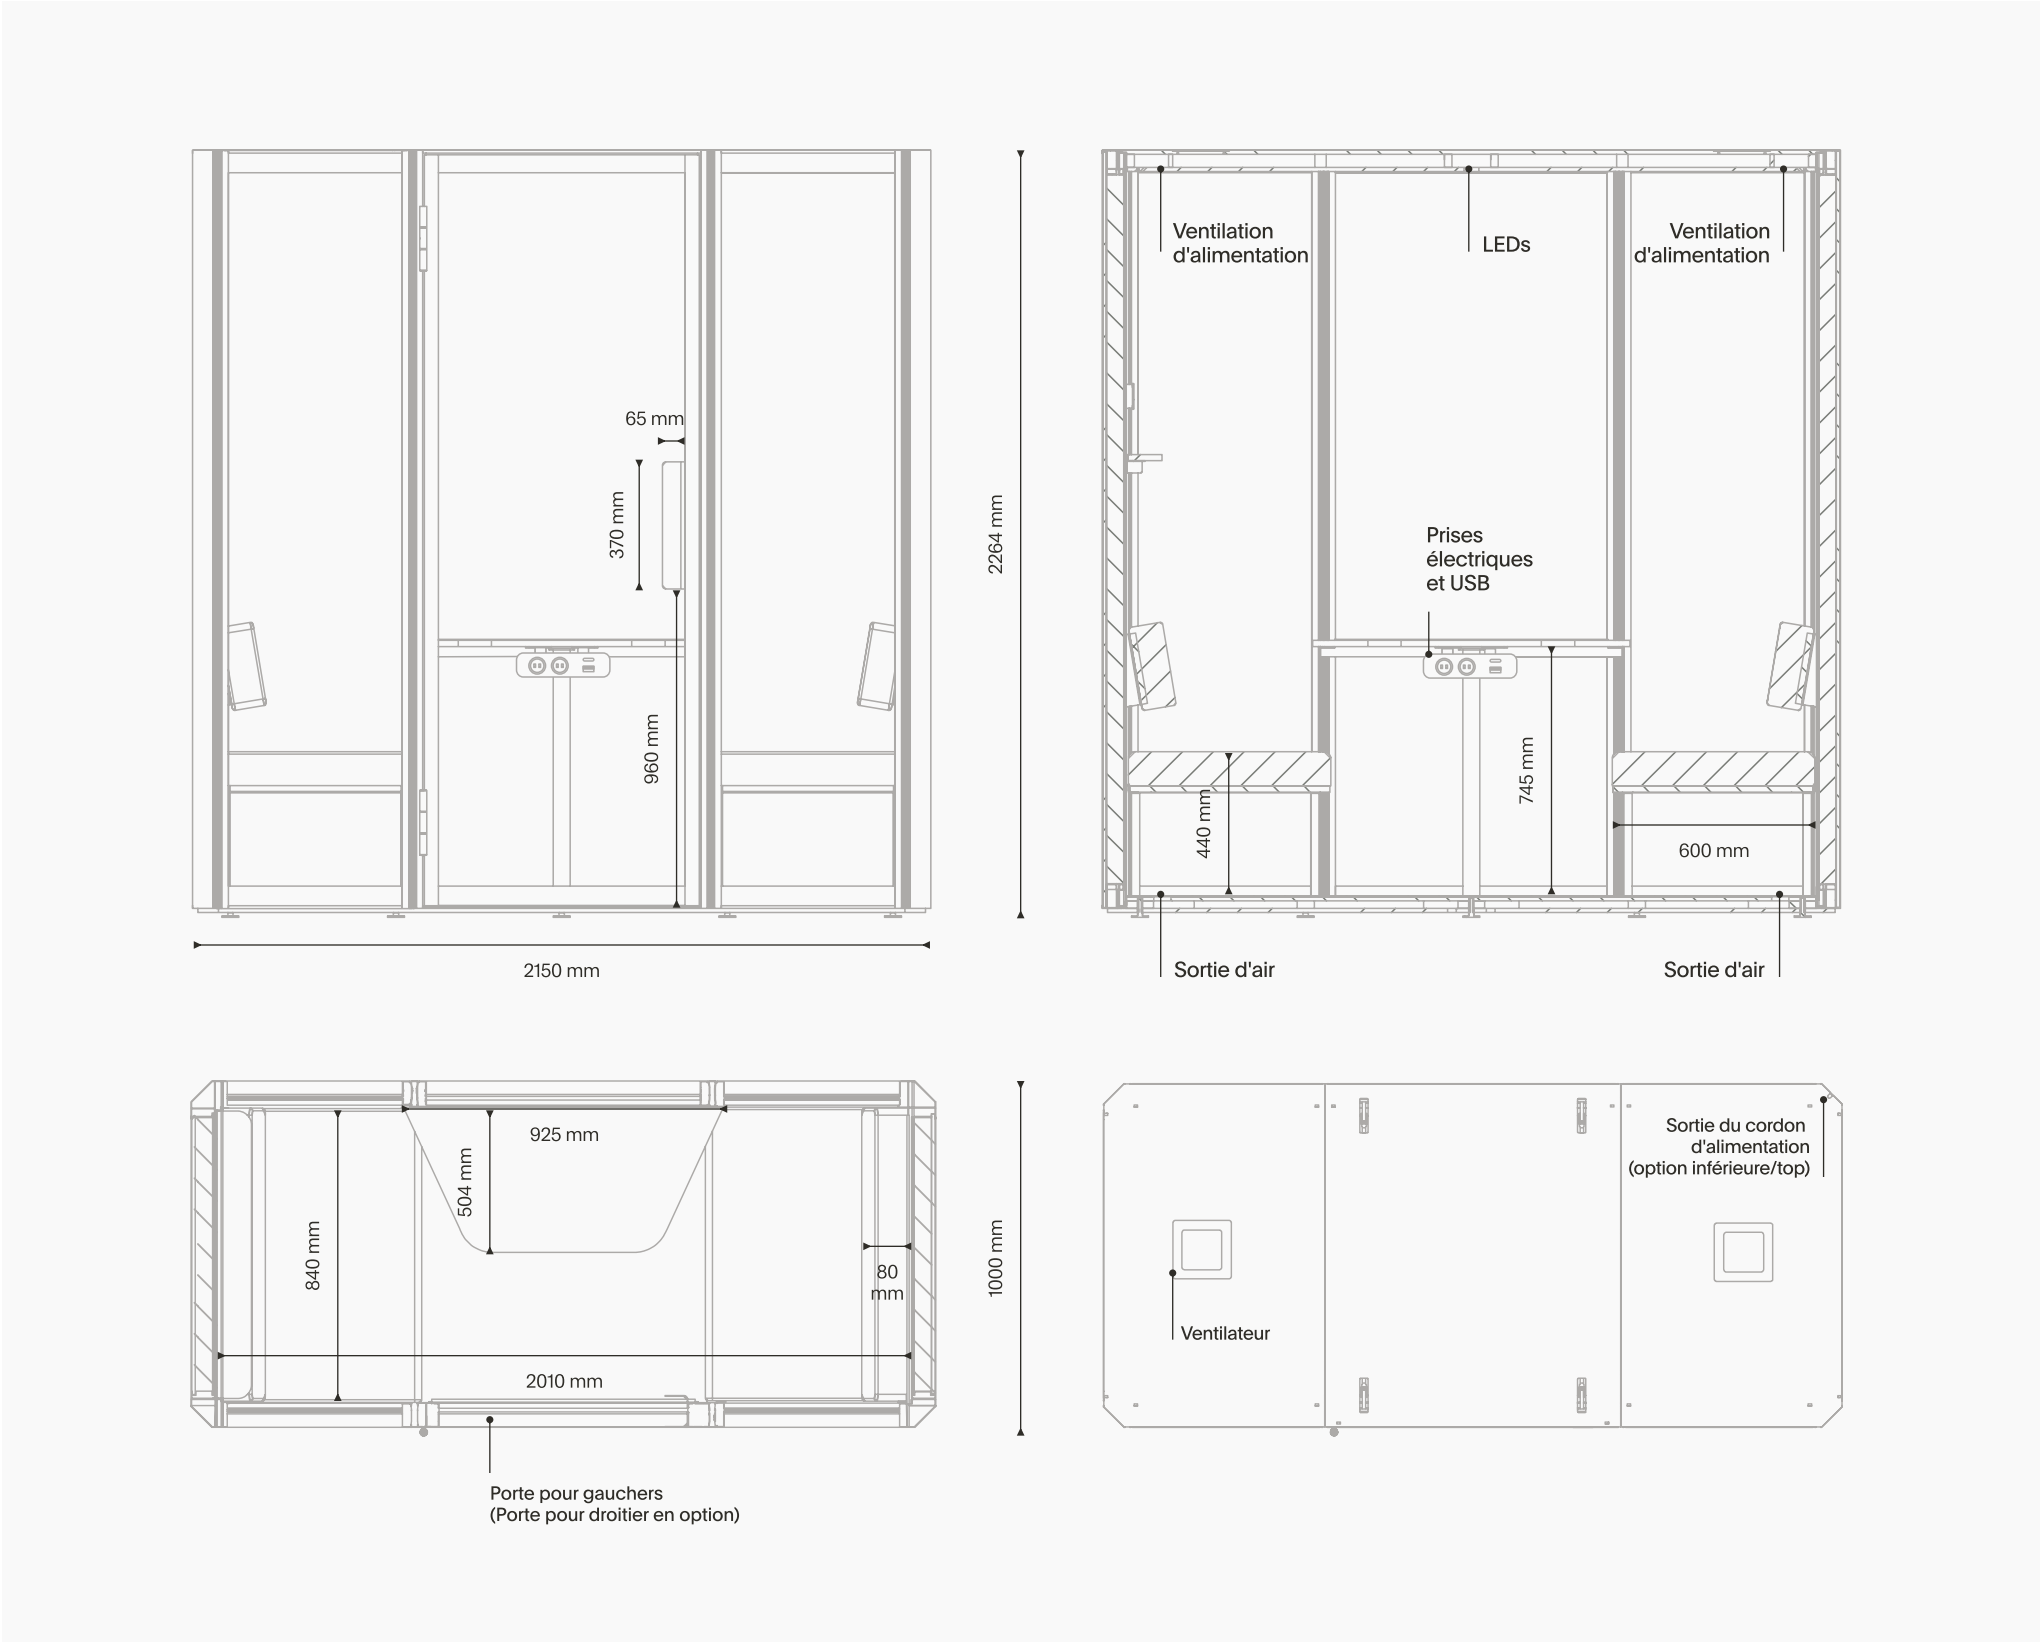 Ventilation
d'alimentation
LEDs
Ventilation
d'alimentation
65 mm
370 mm
2264 mm
Prises
électriques
et USB
960 mm
745 mm
440 mm
600 mm
2150 mm
Sortie d'air
Sortie d'air
925 mm
504 mm
840 mm
80
mm
2010 mm
1000 mm
Sortie du cordon
d'alimentation
(option inférieure/top)
Ventilateur
Porte pour gauchers
(Porte pour droitier en option)